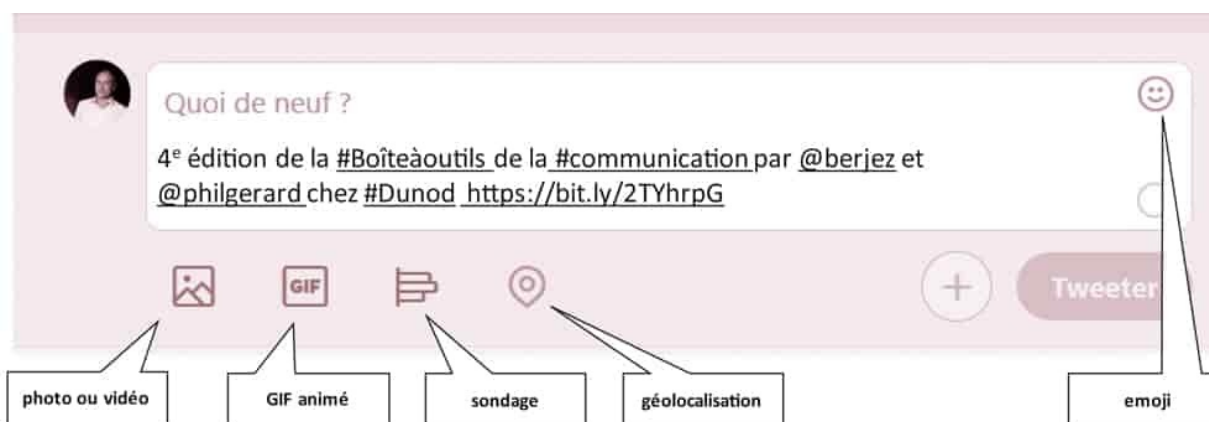 Quoi de neuf ?
4e édition de la #Boîteàoutils de la #communication par @berjez et
@philgerard chez #Dunod https://bit.ly/2TYhrpG
GIF
+ Tweeter
photo ou vidéo
GIF animé
sondage
géolocalisation
emoji